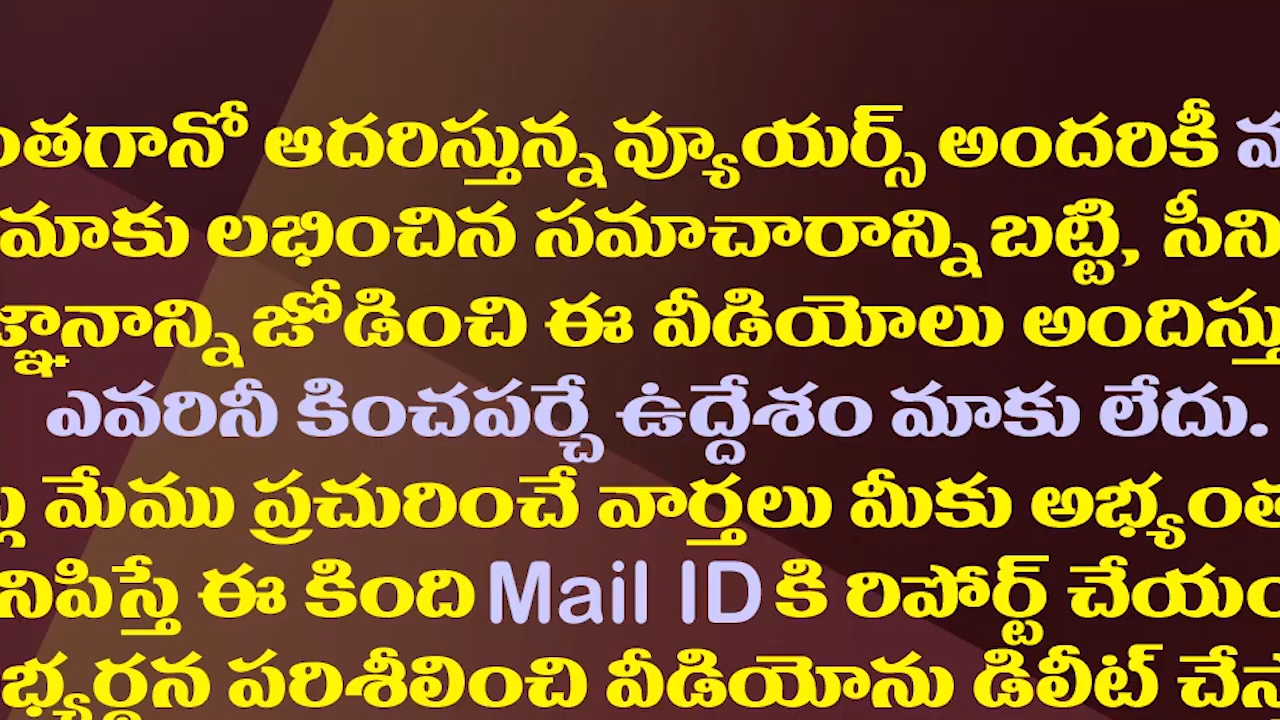 ంతగానో ఆదరిస్తున్న వ్యూయర్స్ అందరికీ
మాకు లభించిన సమాచారాన్ని బట్టి, సీని
జ్ఞానాన్ని జోడించి ఈ వీడియోలు అందిస్తు
ఎవరినీ కించపర్చే ఉద్దేశం మాకు లేదు.
మేము ప్రచురించే వార్తలు మీకు అభ్యంత
నిపిస్తే ఈ కింది Mail ID కి రిపోర్ట్ చేయం
భ్యర్థన పరిశీలించి వీడియోను డిలీట్ చేస